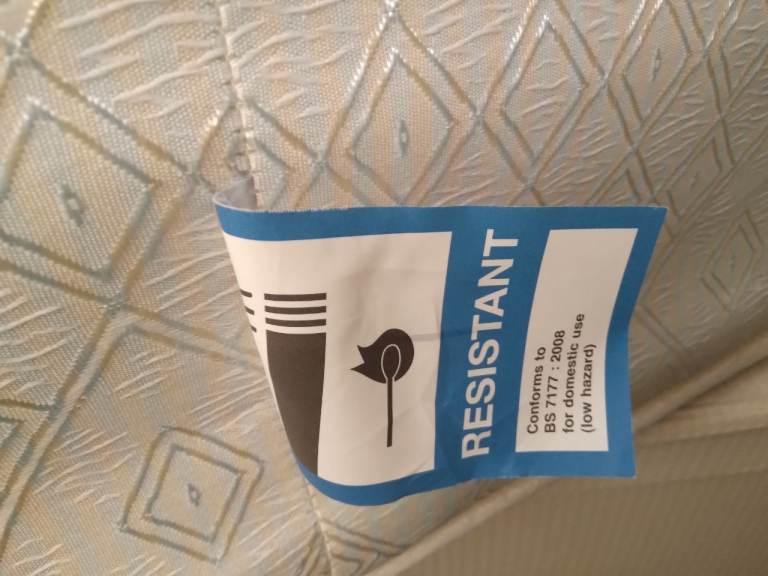 RESISTANT
Conforms to
BS 7177 : 2008
for domestic use
(low hazard)